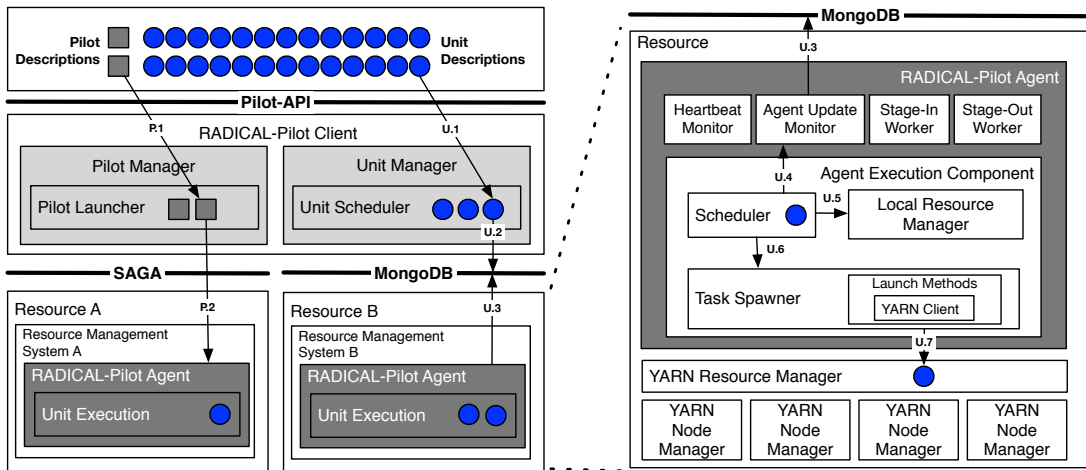 Pilot
Descriptions
Unit
Descriptions
Pilot-API
P.1
U.1
RADICAL-Pilot Client
Pilot Manager
Pilot Launcher
Unit Manager
Unit Scheduler
U.2
SAGA
MongoDB
P.2
U.3
Resource A
Resource Management
System A
RADICAL-Pilot Agent
Unit Execution
Resource B
Resource Management
System B
RADICAL-Pilot Agent
Unit Execution
MongoDB
Resource
U.3
RADICAL-Pilot Agent
Heartbeat
Monitor
Agent Update
Monitor
Stage-In
Worker
Stage-Out
Worker
U.4
Agent Execution Component
Scheduler
U.5
Local Resource
Manager
U.6
Task Spawner
Launch Methods
YARN Client
U.7
YARN Resource Manager
YARN
Node
Manager
YARN
Node
Manager
YARN
Node
Manager
YARN
Node
Manager